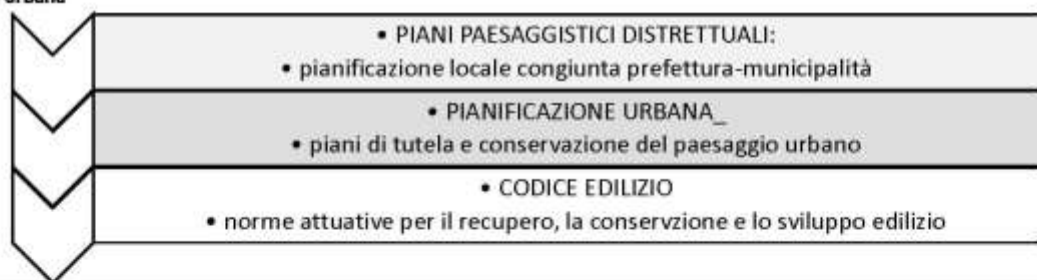 • PIANI PAESAGGISTICI DISTRETTUALI:
• pianificazione locale congiunta prefettura-municipalità
• PIANIFICAZIONE URBANA_
• piani di tutela e conservazione del paesaggio urbano
• CODICE EDILIZIO
• norme attuative per il recupero, la conservzione e lo sviluppo edilizio